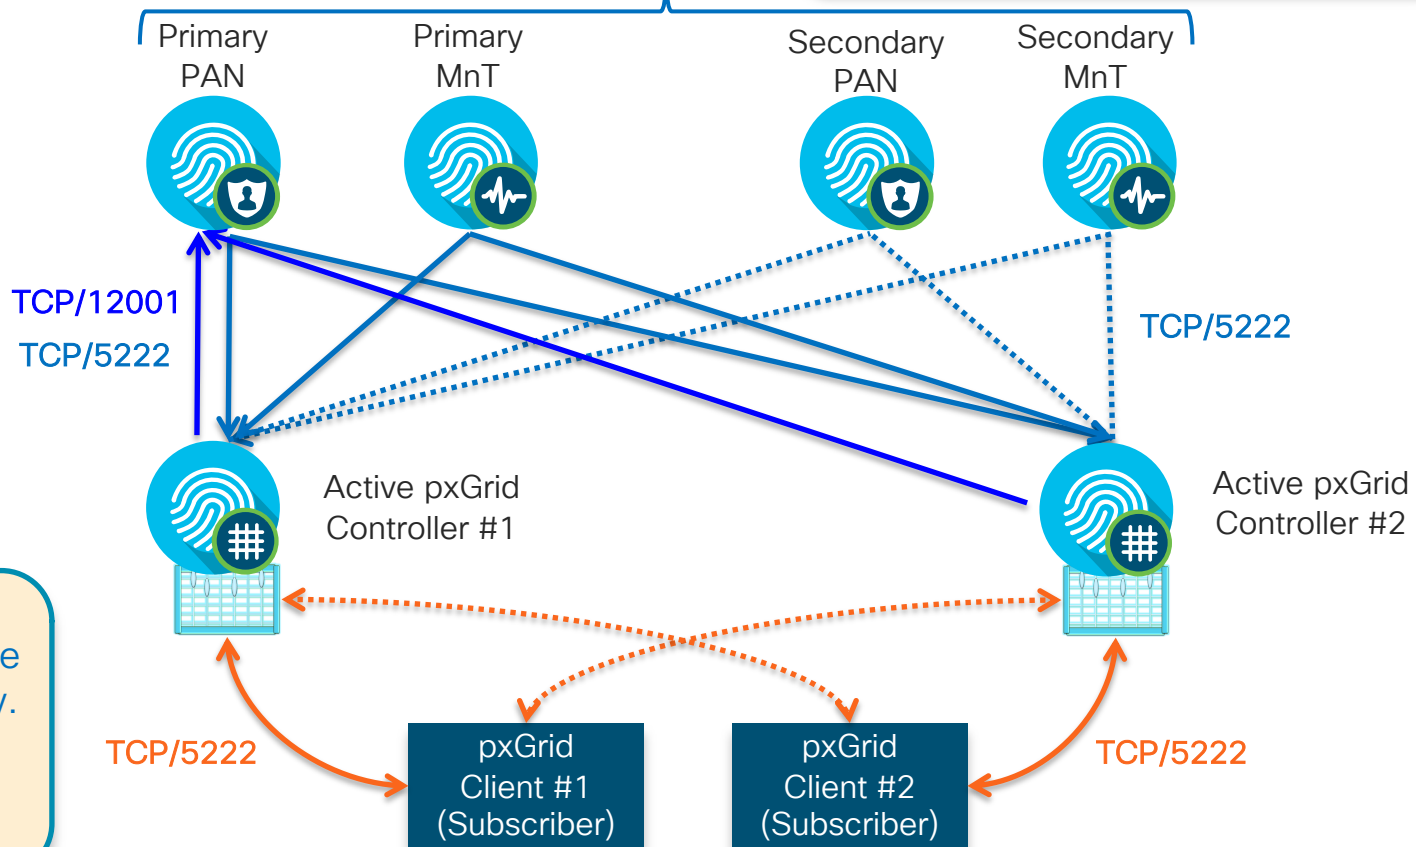 Primary
PAN
Primary
MnT
Secondary
PAN
Secondary
MnT
TCP/12001
TCP/5222
TCP/5222
Active pxGrid
Controller #1
Active pxGrid
Controller #2
TCP/5222
TCP/5222
pxGrid
Client #1
(Subscriber)
pxGrid
Client #2
(Subscriber)